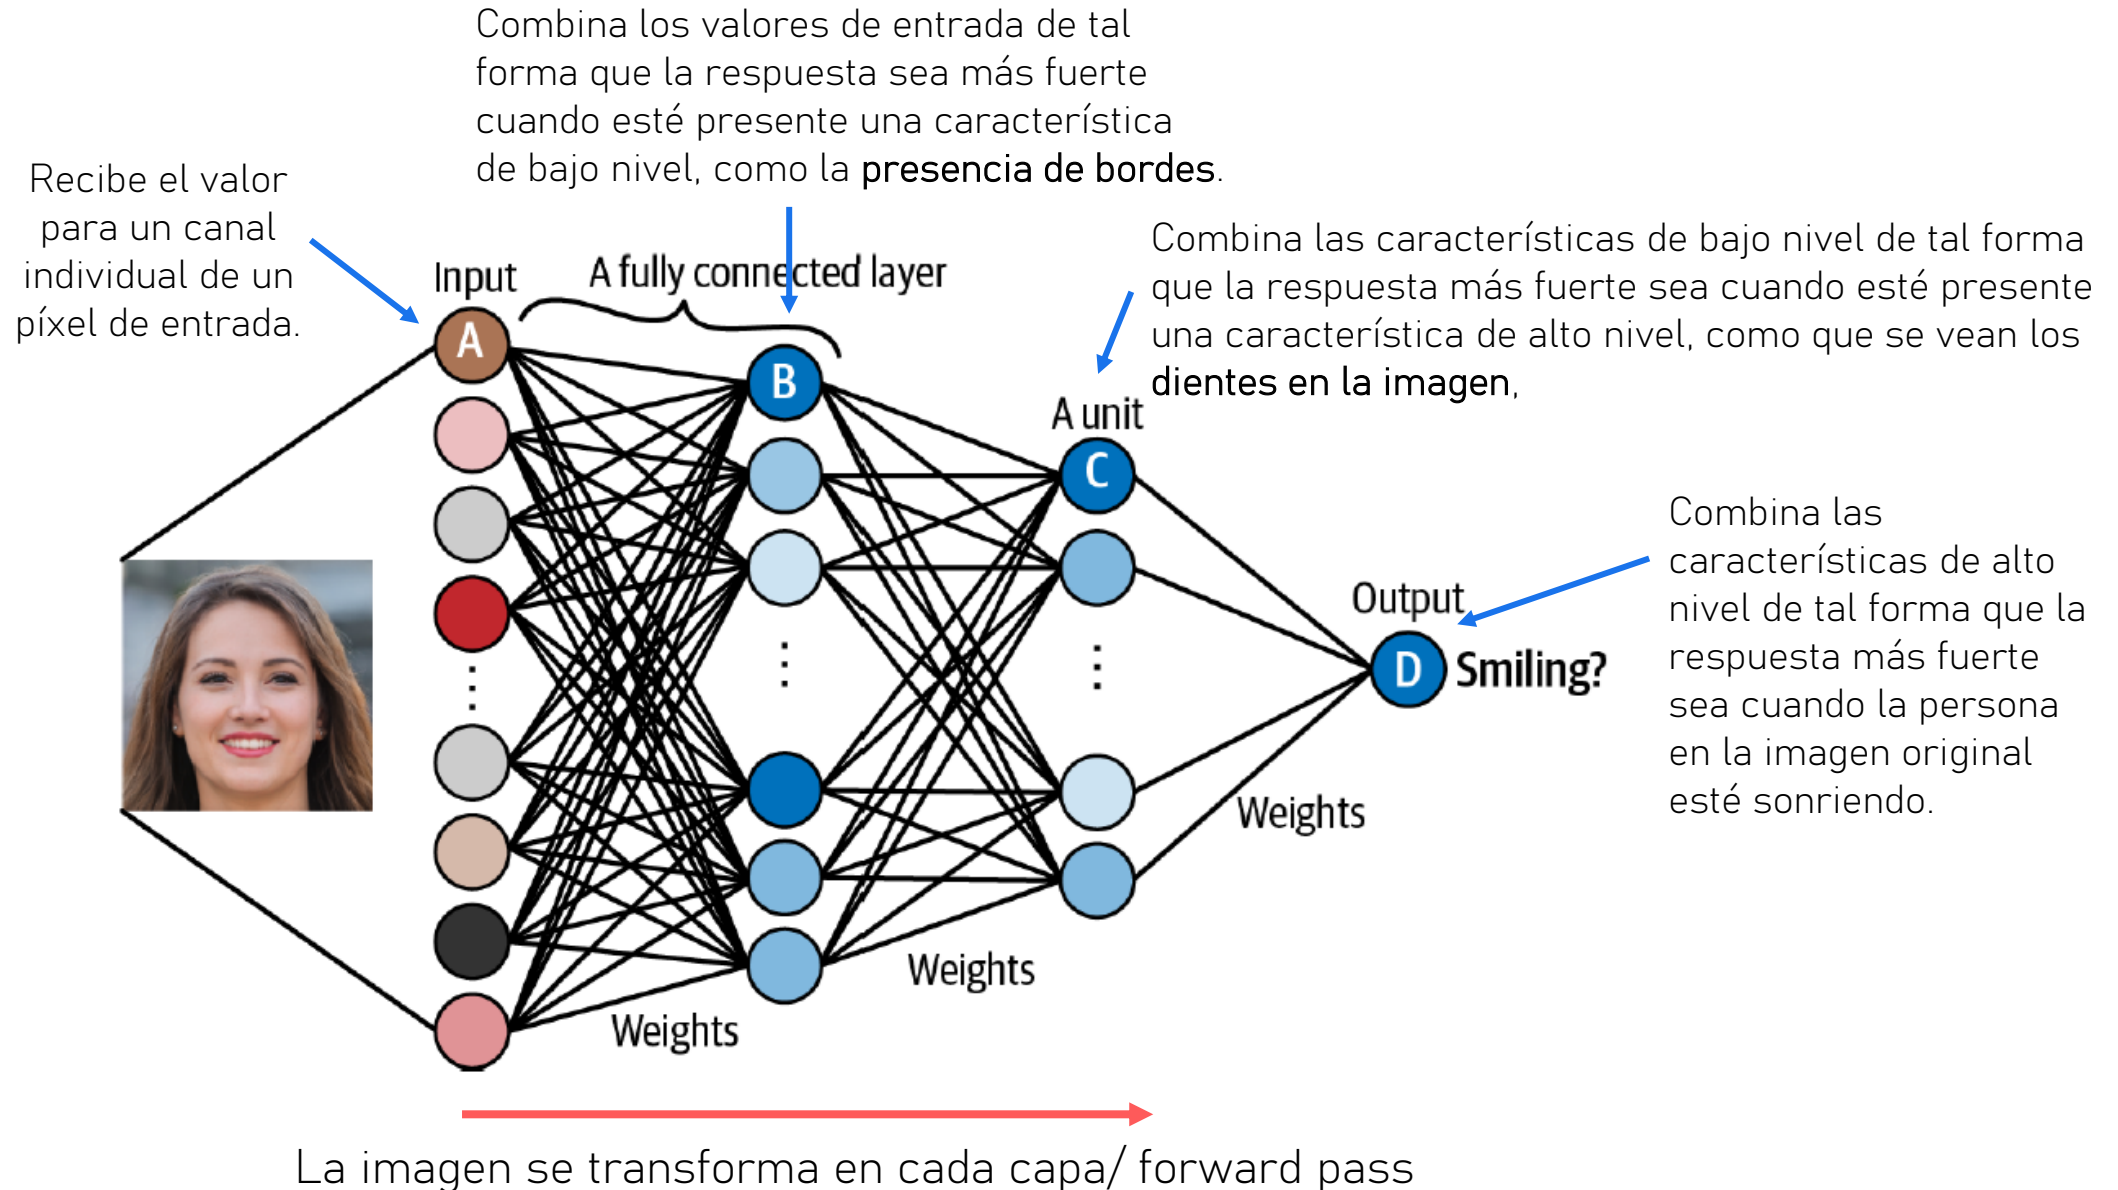 Combina los valores de entrada de tal
forma que la respuesta sea más fuerte
cuando esté presente una característica
de bajo nivel, como la presencia de bordes.
Recibe el valor
para un canal
individual de un
píxel de entrada.
Combina las características de bajo nivel de tal forma
que la respuesta más fuerte sea cuando esté presente
una característica de alto nivel, como que se vean los
dientes en la imagen,
Input
A fully connected layer
A
B
A unit
C
Combina las
características de alto
nivel de tal forma que la
respuesta más fuerte
sea cuando la persona
en la imagen original
esté sonriendo.
Output
D
Smiling?
Weights
Weights
Weights
La imagen se transforma en cada capa/ forward pass